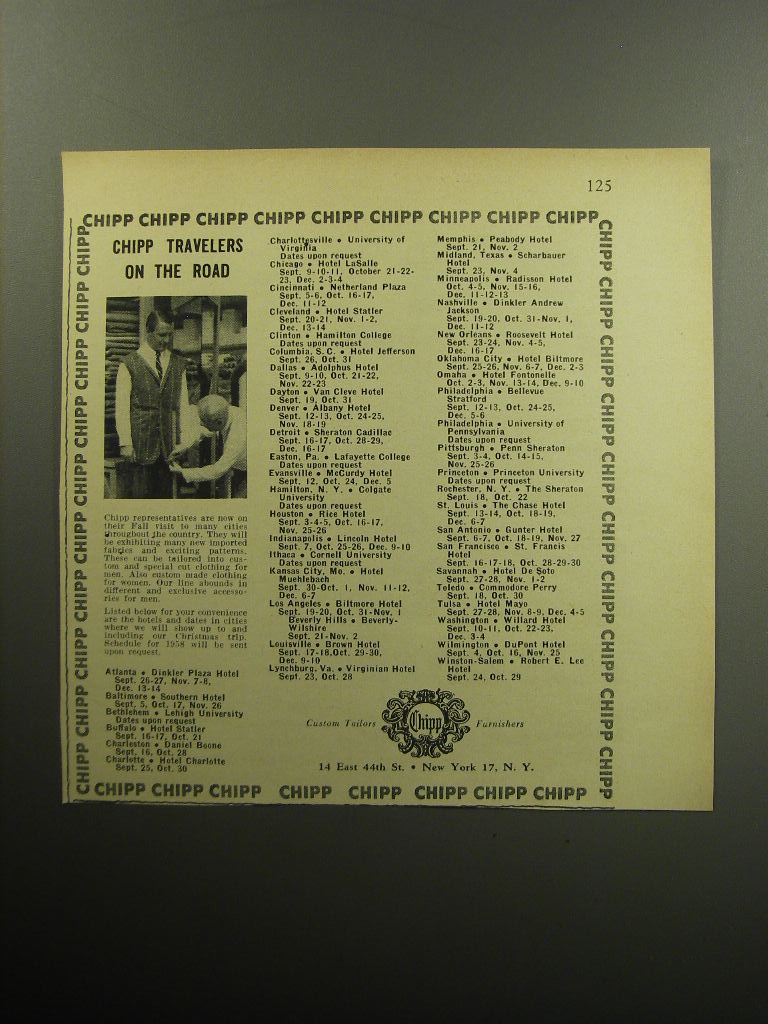 125
CHIPP CHIPP CHIPP CHIPP CHIPP CHIPP CHIPP CHIPP CHIPP
CHIPP CHIPP CHIPP CHIPP CHIPP CHIPP CHIPP CHIPP CHIPP CHIPP
CHIPP TRAVELERS
ON THE ROAD
Chipp representatives are now on
their Fall visit to many cities
throughout the country. They will
be exhibiting many new imported
fabrics and exciting patterns.
These can be tailored into cus-
tom and special cut clothing for
men. Also custom made clothing
for women. Our line abounds in
different and exclusive accesso-
ries for men.
Listed below for your convenience
are the hotels and dates in cities
where we will show up to and
including our Christmas trip.
Schedule for 1958 will be sent
upon request.
Atlanta • Dinkler Plaza Hotel
Sept. 26-27, Nov. 7-8,
Dec. 13-14
Baltimore • Southern Hotel
Sept. 5, Oct. 17, Nov. 26
Bethlehem • Lehigh University
Dates upon request
Buffalo • Hotel Statler
Sept. 16-17, Oct. 21
Charleston • Daniel Boone
Sept. 16, Oct. 28
Charlotte • Hotel Charlotte
Sept. 25, Oct. 30
Charlottesville • University of
Virginia
Dates upon request
Chicago • Hotel LaSalle
Sept. 9-10-11, October 21-22-
23, Dec. 2-3-4
Cincinnati • Netherland Plaza
Sept. 5-6, Oct. 16-17,
Dec. 11-12
Cleveland • Hotel Statler
Sept. 20-21, Nov. 1-2,
Dec. 13-14
Clinton • Hamilton College
Dates upon request
Columbia, S. C. • Hotel Jefferson
Sept. 26, Oct. 31
Dallas • Adolphus Hotel
Sept. 9-10, Oct. 21-22,
Nov. 22-23
Dayton • Van Cleve Hotel
Sept. 19, Oct. 31
Denver • Albany Hotel
Sept. 12-13, Oct. 24-25,
Nov. 18-19
Detroit • Sheraton Cadillac
Sept. 16-17, Oct. 28-29,
Dec. 16-17
Easton, Pa. • Lafayette College
Dates upon request
Evansville • McCurdy Hotel
Sept. 12, Oct. 24, Dec. 5
Hamilton, N. Y. • Colgate
University
Dates upon request
Houston • Rice Hotel
Sept. 3-4-5, Oct. 16-17,
Nov. 25-26
Indianapolis • Lincoln Hotel
Sept. 7, Oct. 25-26, Dec. 9-10
Ithaca • Cornell University
Dates upon request
Kansas City, Mo. • Hotel
Muehlebach
Sept. 30-Oct. 1, Nov. 11-12,
Dec. 6-7
Los Angeles • Biltmore Hotel
Sept. 19-20, Oct. 31-Nov. 1
Beverly Hills • Beverly-
Wilshire
Sept. 21-Nov. 2
Louisville • Brown Hotel
Sept. 17-18, Oct. 29-30,
Dec. 9-10
Lynchburg, Va. • Virginian Hotel
Sept. 23, Oct. 28
Memphis • Peabody Hotel
Sept. 21, Nov. 2
Midland, Texas • Scharbauer
Hotel
Sept. 23, Nov. 4
Minneapolis • Radisson Hotel
Oct. 4-5, Nov. 15-16,
Dec. 11-12-13
Nashville • Dinkler Andrew
Jackson
Sept. 19-20, Oct. 31-Nov. 1,
Dec. 11-12
New Orleans • Roosevelt Hotel
Sept. 23-24, Nov. 4-5,
Dec. 16-17
Oklahoma City • Hotel Biltmore
Sept. 25-26, Nov. 6-7, Dec. 2-3
Omaha • Hotel Fontonelle
Oct. 2-3, Nov. 13-14, Dec. 9-10
Philadelphia • Bellevue
Stratford
Sept. 12-13, Oct. 24-25,
Dec. 5-6
Philadelphia • University of
Pennsylvania
Dates upon request
Pittsburgh • Penn Sheraton
Sept. 3-4, Oct. 14-15,
Nov. 25-26
Princeton • Princeton University
Dates upon request
Rochester, N. Y. • The Sheraton
Sept. 18, Oct. 22
St. Louis • The Chase Hotel
Sept. 13-14, Oct. 18-19,
Dec. 6-7
San Antonio • Gunter Hotel
Sept. 6-7, Oct. 18-19, Nov. 27
San Francisco • St. Francis
Hotel
Sept. 16-17-18, Oct. 28-29-30
Savannah • Hotel De Soto
Sept. 27-28, Nov. 1-2
Toledo • Commodore Perry
Sept. 18, Oct. 30
Tulsa • Hotel Mayo
Sept. 27-28, Nov. 8-9, Dec. 4-5
Washington • Willard Hotel
Sept. 10-11, Oct. 22-23,
Dec. 3-4
Wilmington • DuPont Hotel
Sept. 4, Oct. 16, Nov. 25
Winston-Salem • Robert E. Lee
Hotel
Sept. 24, Oct. 29
Custom Tailors Chipp Furnishers
14 East 44th St. • New York 17, N. Y.
CHIPP CHIPP CHIPP CHIPP CHIPP CHIPP CHIPP CHIPP CHIPP CHIPP
CHIPP CHIPP CHIPP CHIPP CHIPP CHIPP CHIPP CHIPP